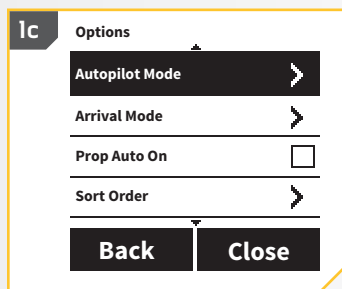 1c
Options
Autopilot Mode
Arrival Mode
Prop Auto On
Sort Order
Back
Close